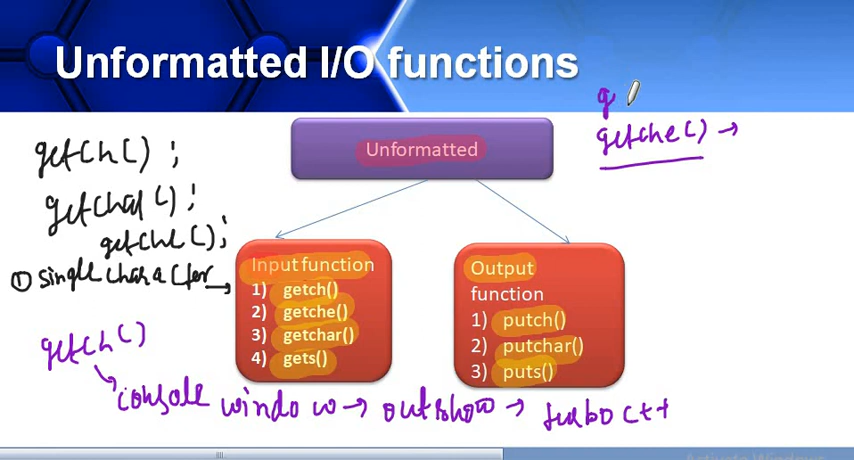 Unformatted I/O functions
g
getche() →
Unformatted
getch();
getchar();
getche();
① Single character →
Input function
1) getch()
2) getche()
3) getchar()
4) gets()
Output
function
1) putch()
2) putchar()
3) puts()
getch()
console window → outshow → turbo c++